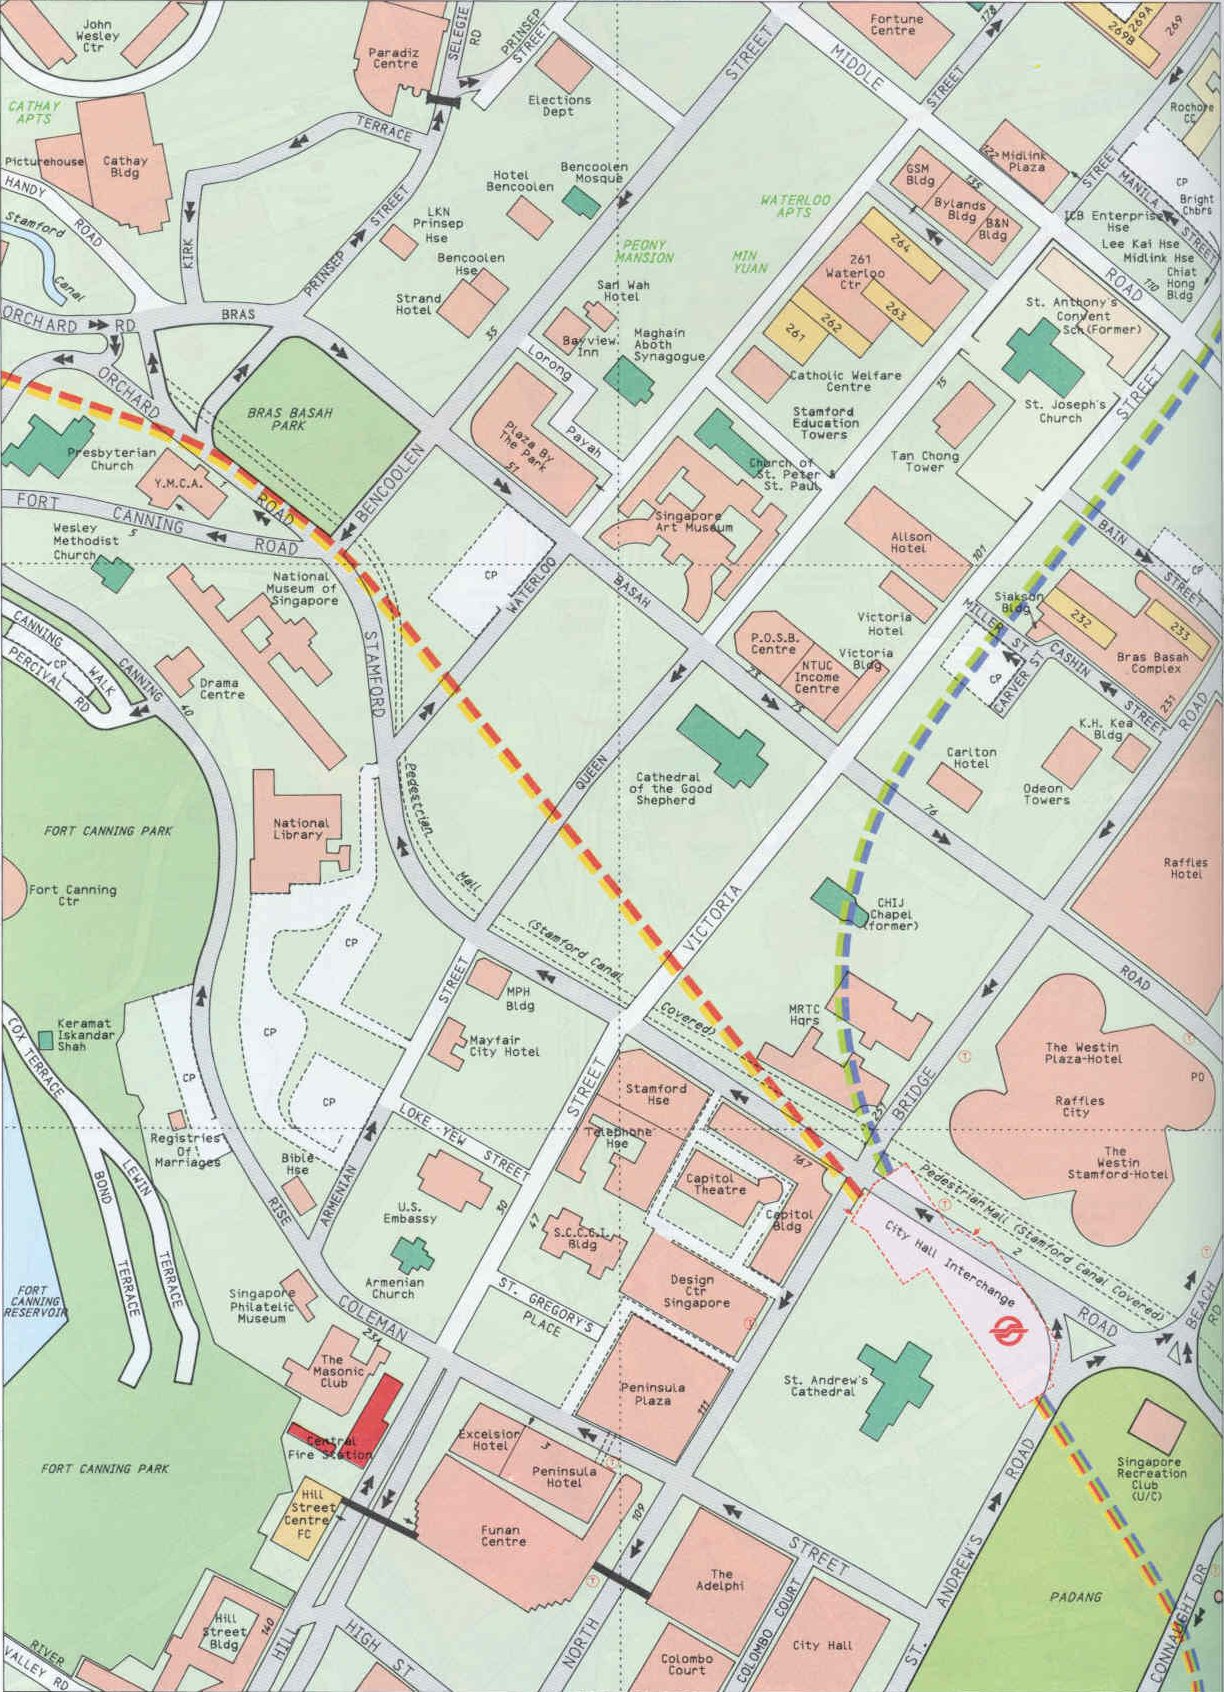 John
Wesley
Ctr
Paradiz
Centre
SELEGIE
RD
PRINSEP
STREET
Elections
Dept
STREET
MIDDLE
Fortune
Centre
STREET
178
269B
269A
269
Rochore
CC
CATHAY
APTS
Picturehouse
Cathay
Bldg
TERRACE
HANDY
ROAD
Stamford
Canal
KIRK
PRINSEP
STREET
LKN
Prinsep
Hse
Hotel
Bencoolen
Bencoolen
Mosque
Bencoolen
Hse
Strand
Hotel
35
PEONY
MANSION
MIN
YUAN
WATERLOO
APTS
GSM
Bldg
135
Bylands
Bldg
B&N
Bldg
122
Midlink
Plaza
STREET
MANILA
STREET
CP
Bright
Chbrs
ICB Enterprise
Hse
Lee Kai Hse
Midlink Hse
Chiat
Hong
Bldg
ROAD
110
261
Waterloo
Ctr
264
263
262
261
San Wah
Hotel
Bayview
Inn
Maghain
Aboth
Synagogue
Lorong
Payah
St. Anthony's
Convent
Sch(Former)
St. Joseph's
Church
STREET
ORCHARD
RD
BRAS
ORCHARD
ROAD
BRAS BASAH
PARK
BENCOOLEN
Plaza By
The Park
51
Catholic Welfare
Centre
Stamford
Education
Towers
75
Tan Chong
Tower
Church of
St. Peter &
St. Paul
Singapore
Art Museum
Presbyterian
Church
Y.M.C.A.
1
FORT
CANNING
ROAD
5
Wesley
Methodist
Church
National
Museum of
Singapore
CP
WATERLOO
BASAH
Allson
Hotel
101
Victoria
Hotel
BAIN
STREET
CP
Siakson
Bldg
MILLER ST
CP
CARVER ST
CASHIN
STREET
232
233
Bras Basah
Complex
231
ROAD
P.O.S.B.
Centre
NTUC
Income
Centre
Victoria
Bldg
73
CANNING
WALK
CP
PERCIVAL
RD
CANNING
40
Drama
Centre
STAMFORD
QUEEN
Cathedral
of the Good
Shepherd
Carlton
Hotel
76
K.H. Kea
Bldg
Odeon
Towers
Raffles
Hotel
FORT CANNING PARK
Fort Canning
Ctr
National
Library
Pedestrian
Mall
(Stamford Canal
Covered)
VICTORIA
CHIJ
Chapel
(former)
ROAD
CP
STREET
MPH
Bldg
Mayfair
City Hotel
MRTC
Hqrs
251
BRIDGE
The Westin
Plaza-Hotel
PO
Raffles
City
The
Westin
Stamford-Hotel
Keramat
Iskandar
Shah
COX TERRACE
CP
CP
CP
Registries
Of
Marriages
BOND
TERRACE
LEWIN
TERRACE
RISE
Bible
Hse
ARMENIAN
LOKE YEW
STREET
30
47
STREET
Stamford
Hse
Telephone
Hse
Capitol
Theatre
Capitol
Bldg
167
U.S.
Embassy
Armenian
Church
S.C.C.C.I.
Bldg
Design
Ctr
Singapore
ST. GREGORY'S
PLACE
Pedestrian Mall (Stamford Canal Covered)
2
City Hall Interchange
ROAD
BEACH
RD
FORT
CANNING
RESERVOIR
Singapore
Philatelic
Museum
COLEMAN
23A
The
Masonic
Club
Central
Fire Station
Peninsula
Plaza
111
St. Andrew's
Cathedral
Singapore
Recreation
Club
(U/C)
FORT CANNING PARK
Excelsior
Hotel
3
Peninsula
Hotel
Hill
Street
Centre
FC
Funan
Centre
109
STREET
ANDREW'S
ROAD
ST.
PADANG
CONNAUGHT DR
The
Adelphi
COLOMBO COURT
City Hall
Colombo
Court
NORTH
Hill
Street
Bldg
140
HILL
HIGH
ST
RIVER
VALLEY RD